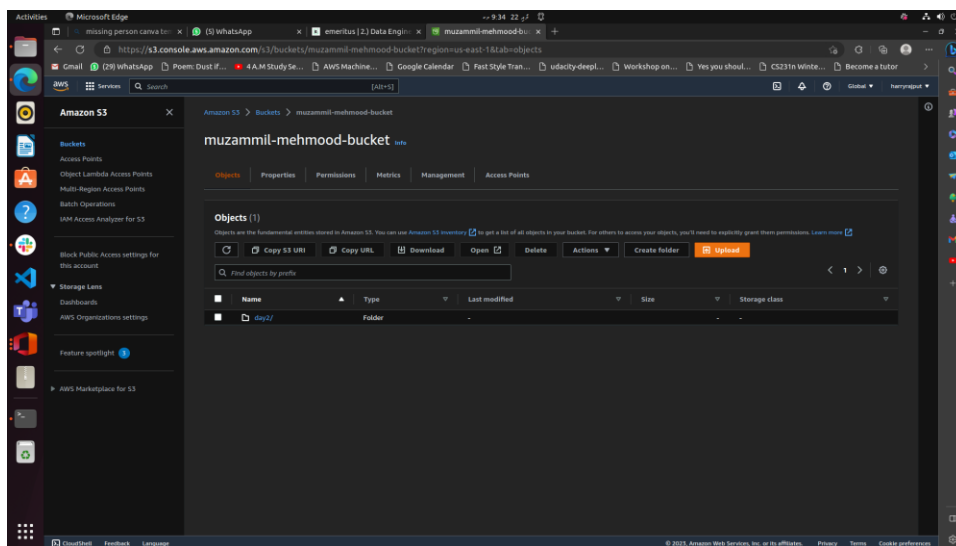 Activities Microsoft Edge
9:34 22
missing person canva ten (5) WhatsApp emeritus | 2.) Data Engin muzammil-mehmood-bu
https://s3.console.aws.amazon.com/s3/buckets/muzammil-mehmood-bucket?region=us-east-1&tab=objects
Gmail (29) WhatsApp Poem: Dust if... 4 A.M Study Se... AWS Machine... Google Calendar Fast Style Tran... udacity-deepl... Workshop on... Yes you shoul... CS231n Winte... Become a tutor
aws Services Search [Alt+S] Global harryrajput
Amazon S3
Buckets
Access Points
Object Lambda Access Points
Multi-Region Access Points
Batch Operations
IAM Access Analyzer for S3
Block Public Access settings for
this account
Storage Lens
Dashboards
AWS Organizations settings
Feature spotlight 3
AWS Marketplace for S3
Amazon S3 > Buckets > muzammil-mehmood-bucket
muzammil-mehmood-bucket Info
Objects Properties Permissions Metrics Management Access Points
Objects (1)
Objects are the fundamental entities stored in Amazon S3. You can use Amazon S3 inventory to get a list of all objects in your bucket. For others to access your objects, you'll need to explicitly grant them permissions. Learn more
Copy S3 URI Copy URL Download Open Delete Actions Create folder Upload
Find objects by prefix
< 1 >
Name Type Last modified Size Storage class
day2/ Folder - - -
CloudShell Feedback Language © 2023, Amazon Web Services, Inc. or its affiliates. Privacy Terms Cookie preferences